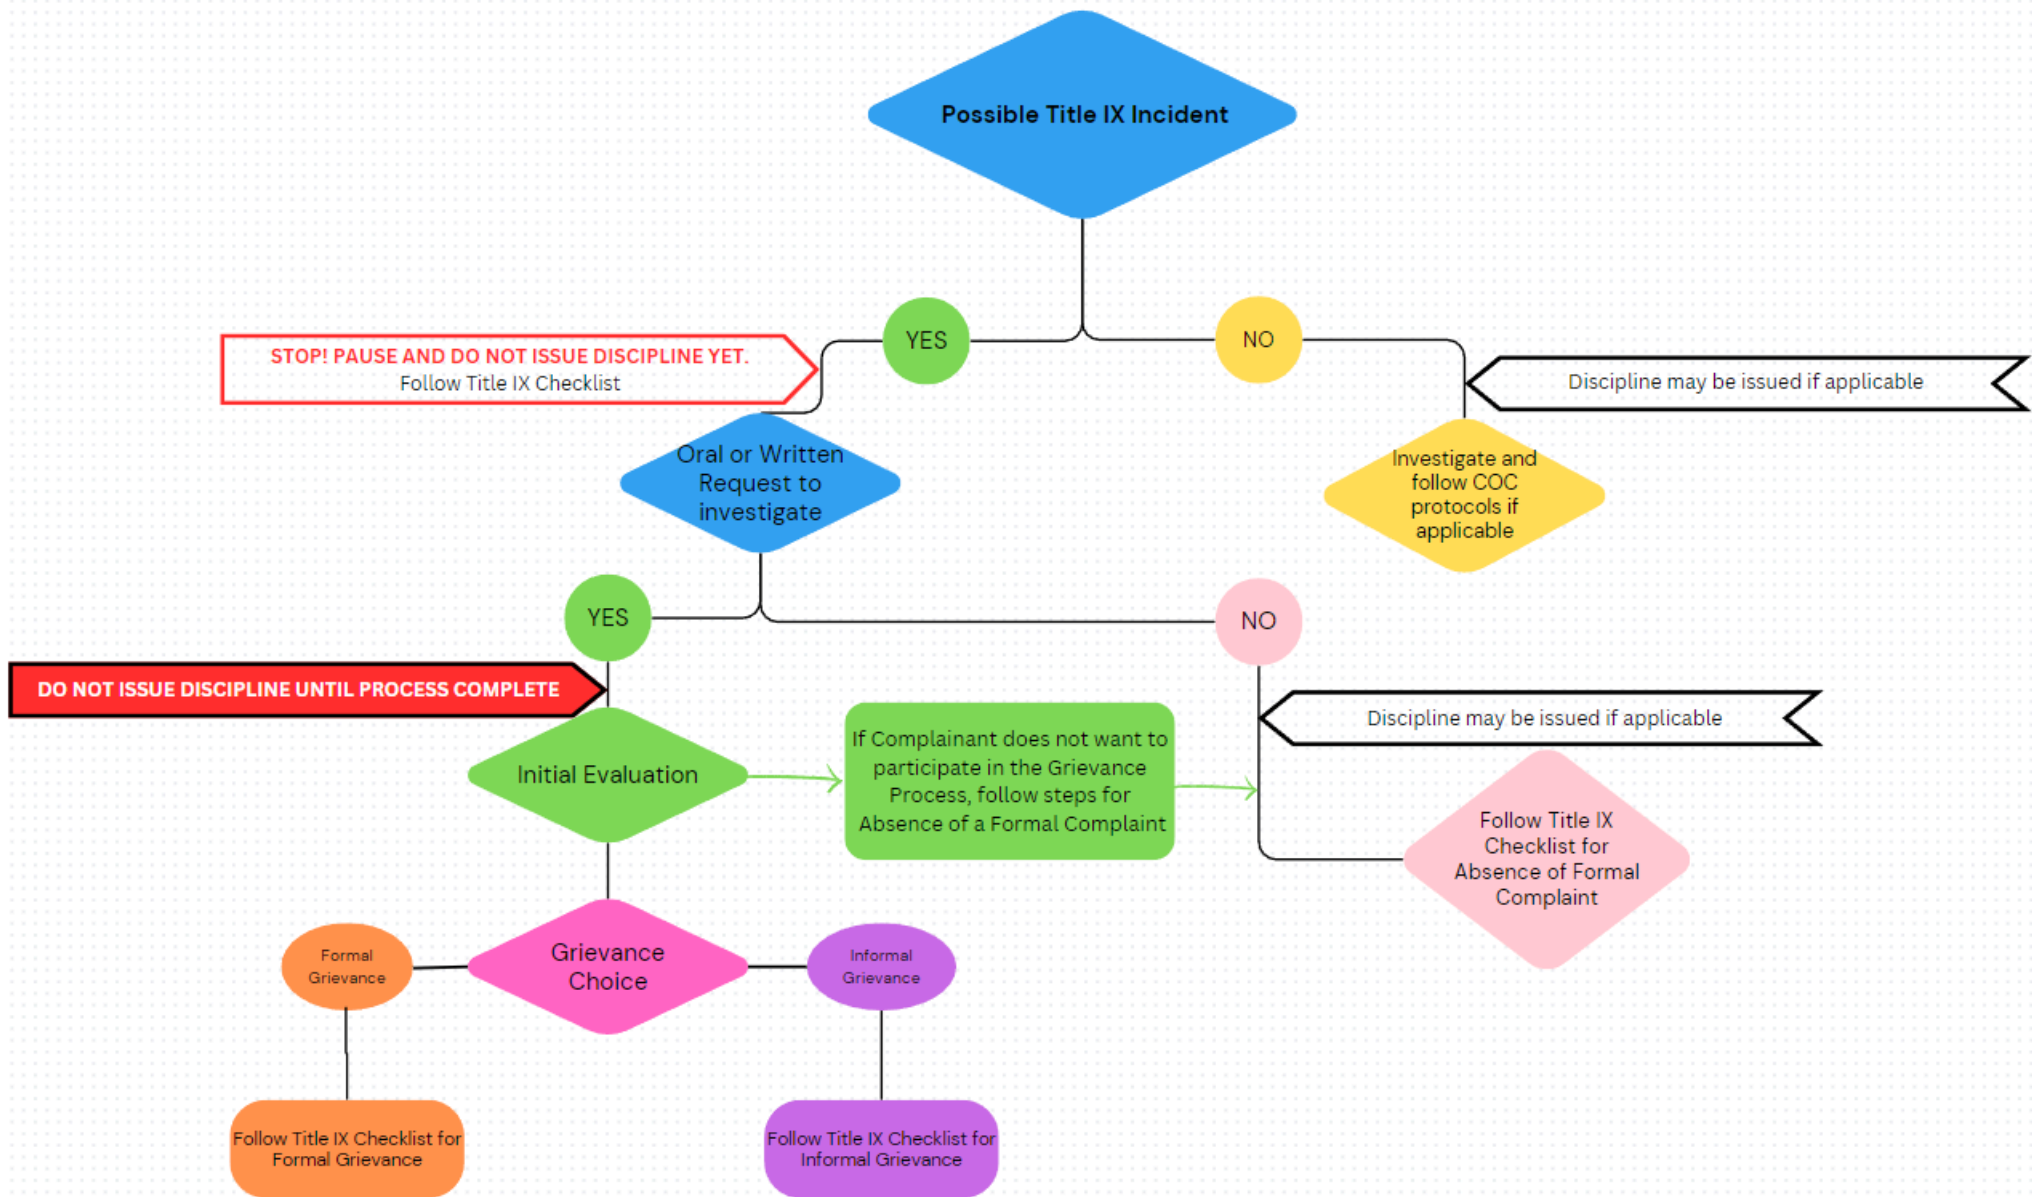 Possible Title IX Incident
YES
NO
STOP! PAUSE AND DO NOT ISSUE DISCIPLINE YET.
Follow Title IX Checklist
Discipline may be issued if applicable
Oral or Written
Request to
investigate
Investigate and
follow COC
protocols if
applicable
YES
NO
DO NOT ISSUE DISCIPLINE UNTIL PROCESS COMPLETE
Discipline may be issued if applicable
Initial Evaluation
If Complainant does not want to
participate in the Grievance
Process, follow steps for
Absence of a Formal Complaint
Follow Title IX
Checklist for
Absence of Formal
Complaint
Formal
Grievance
Grievance
Choice
Informal
Grievance
Follow Title IX Checklist for
Formal Grievance
Follow Title IX Checklist for
Informal Grievance